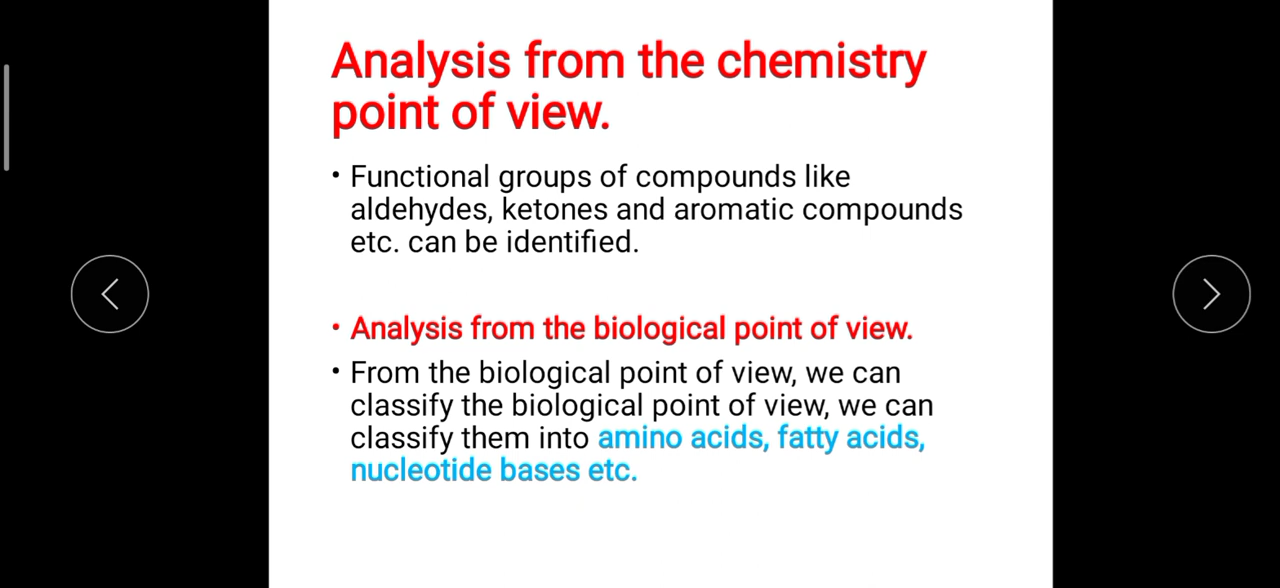 Analysis from the chemistry
point of view.
• Functional groups of compounds like
aldehydes, ketones and aromatic compounds
etc. can be identified.
• Analysis from the biological point of view.
• From the biological point of view, we can
classify the biological point of view, we can
classify them into amino acids, fatty acids,
nucleotide bases etc.